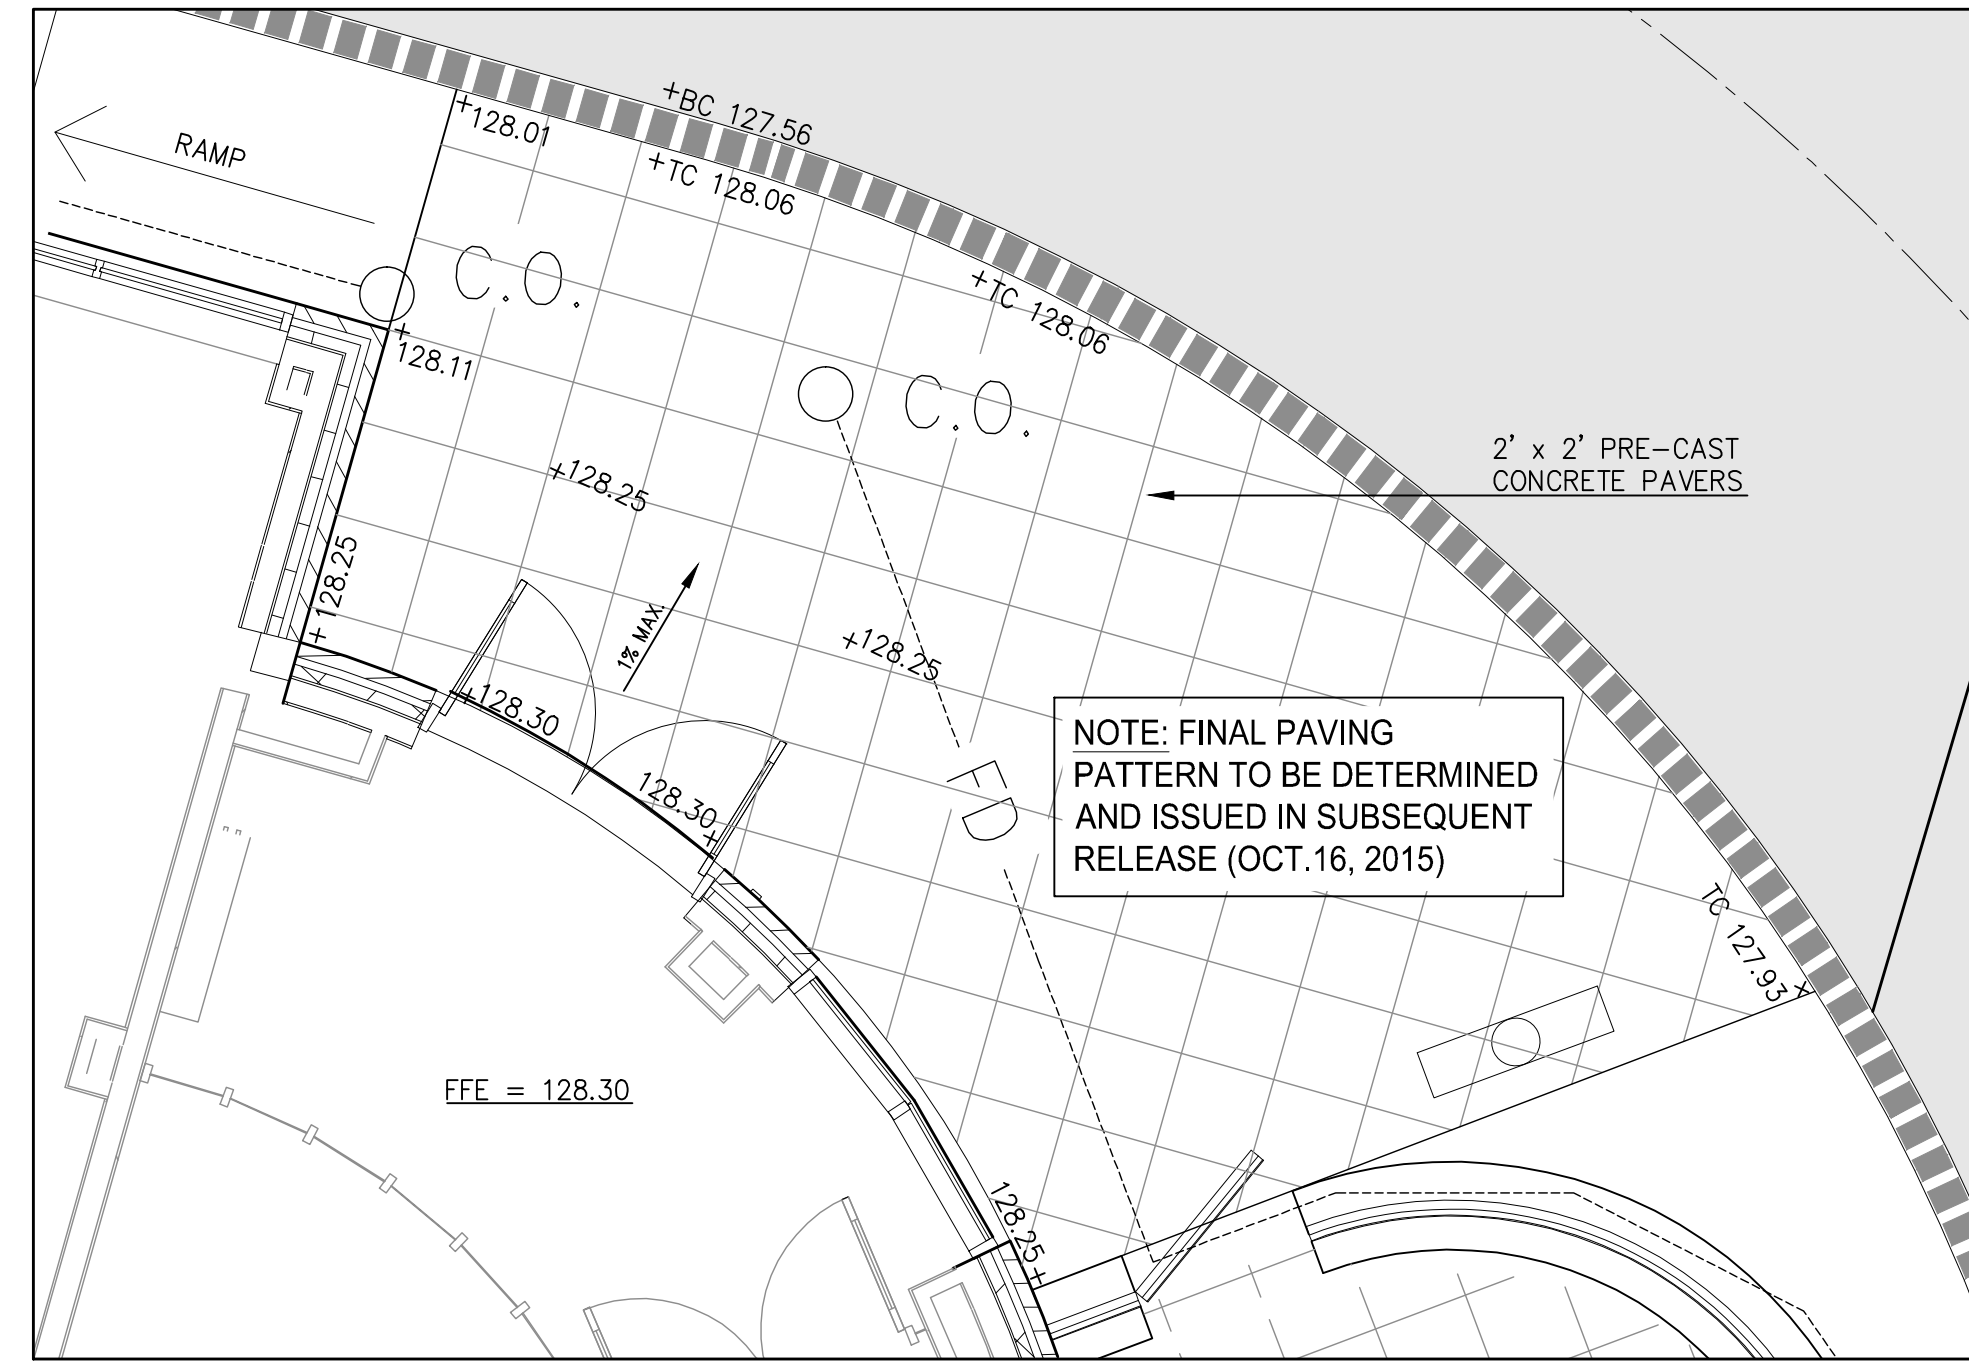 +BC 127.56
+128.01
RAMP
+TC 128.06
C.O.
+TC 128.06
+128.11
C.O.
2' x 2' PRE-CAST
CONCRETE PAVERS
+128.25
+128.25
1% MAX.
+128.25
+128.30
128.30+
FD
NOTE: FINAL PAVING
PATTERN TO BE DETERMINED
AND ISSUED IN SUBSEQUENT
RELEASE (OCT.16, 2015)
TC 127.93+
FFE = 128.30
128.25+